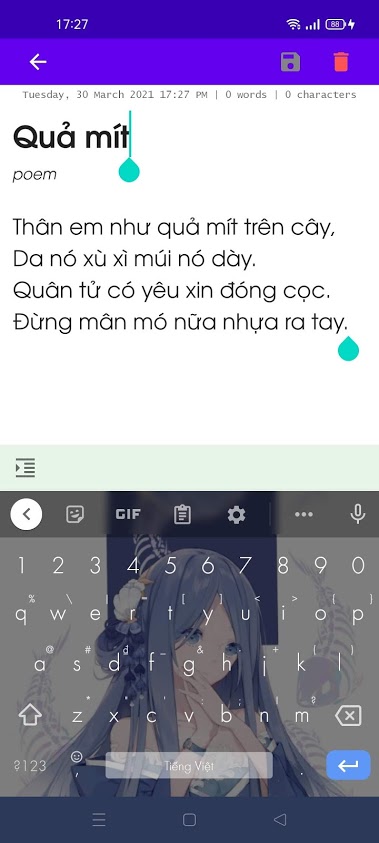 17:27
88
Tuesday, 30 March 2021 17:27 PM | 0 words | 0 characters
Quả mít
poem
Thân em như quả mít trên cây,
Da nó xù xì múi nó dày.
Quân tử có yêu xin đóng cọc.
Đừng mân mó nữa nhựa ra tay.
GIF
1 2 3 4 5 6 7 8 9 0
q w e r t y u i o p
a s d f g h j k l
z x c v b n m
?123 , Tiếng Việt .